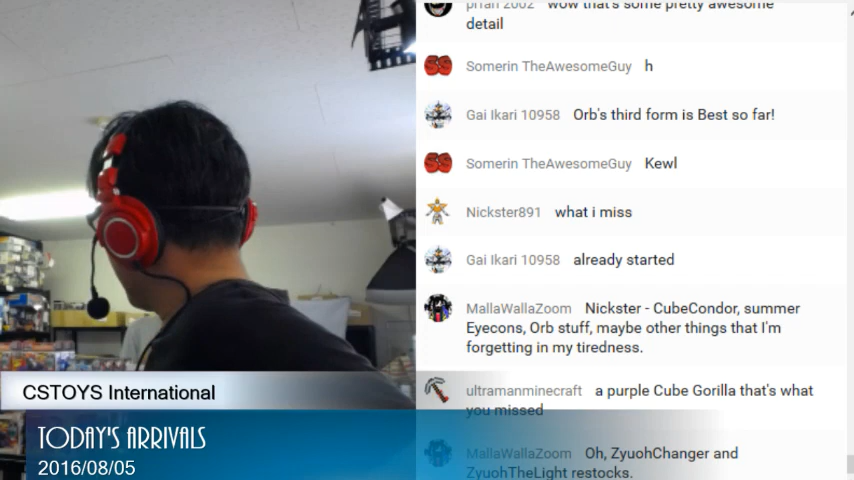 prfan 2002 wow that's some pretty awesome
detail
Somerin TheAwesomeGuy h
Gai Ikari 10958 Orb's third form is Best so far!
Somerin TheAwesomeGuy Kewl
Nickster891 what i miss
Gai Ikari 10958 already started
MallaWallaZoom Nickster - CubeCondor, summer
Eyecons, Orb stuff, maybe other things that I'm
forgetting in my tiredness.
ultramanminecraft a purple Cube Gorilla that's what
you missed
MallaWallaZoom Oh, ZyuohChanger and
ZyuohTheLight restocks.
CSTOYS International
TODAY'S ARRIVALS
2016/08/05